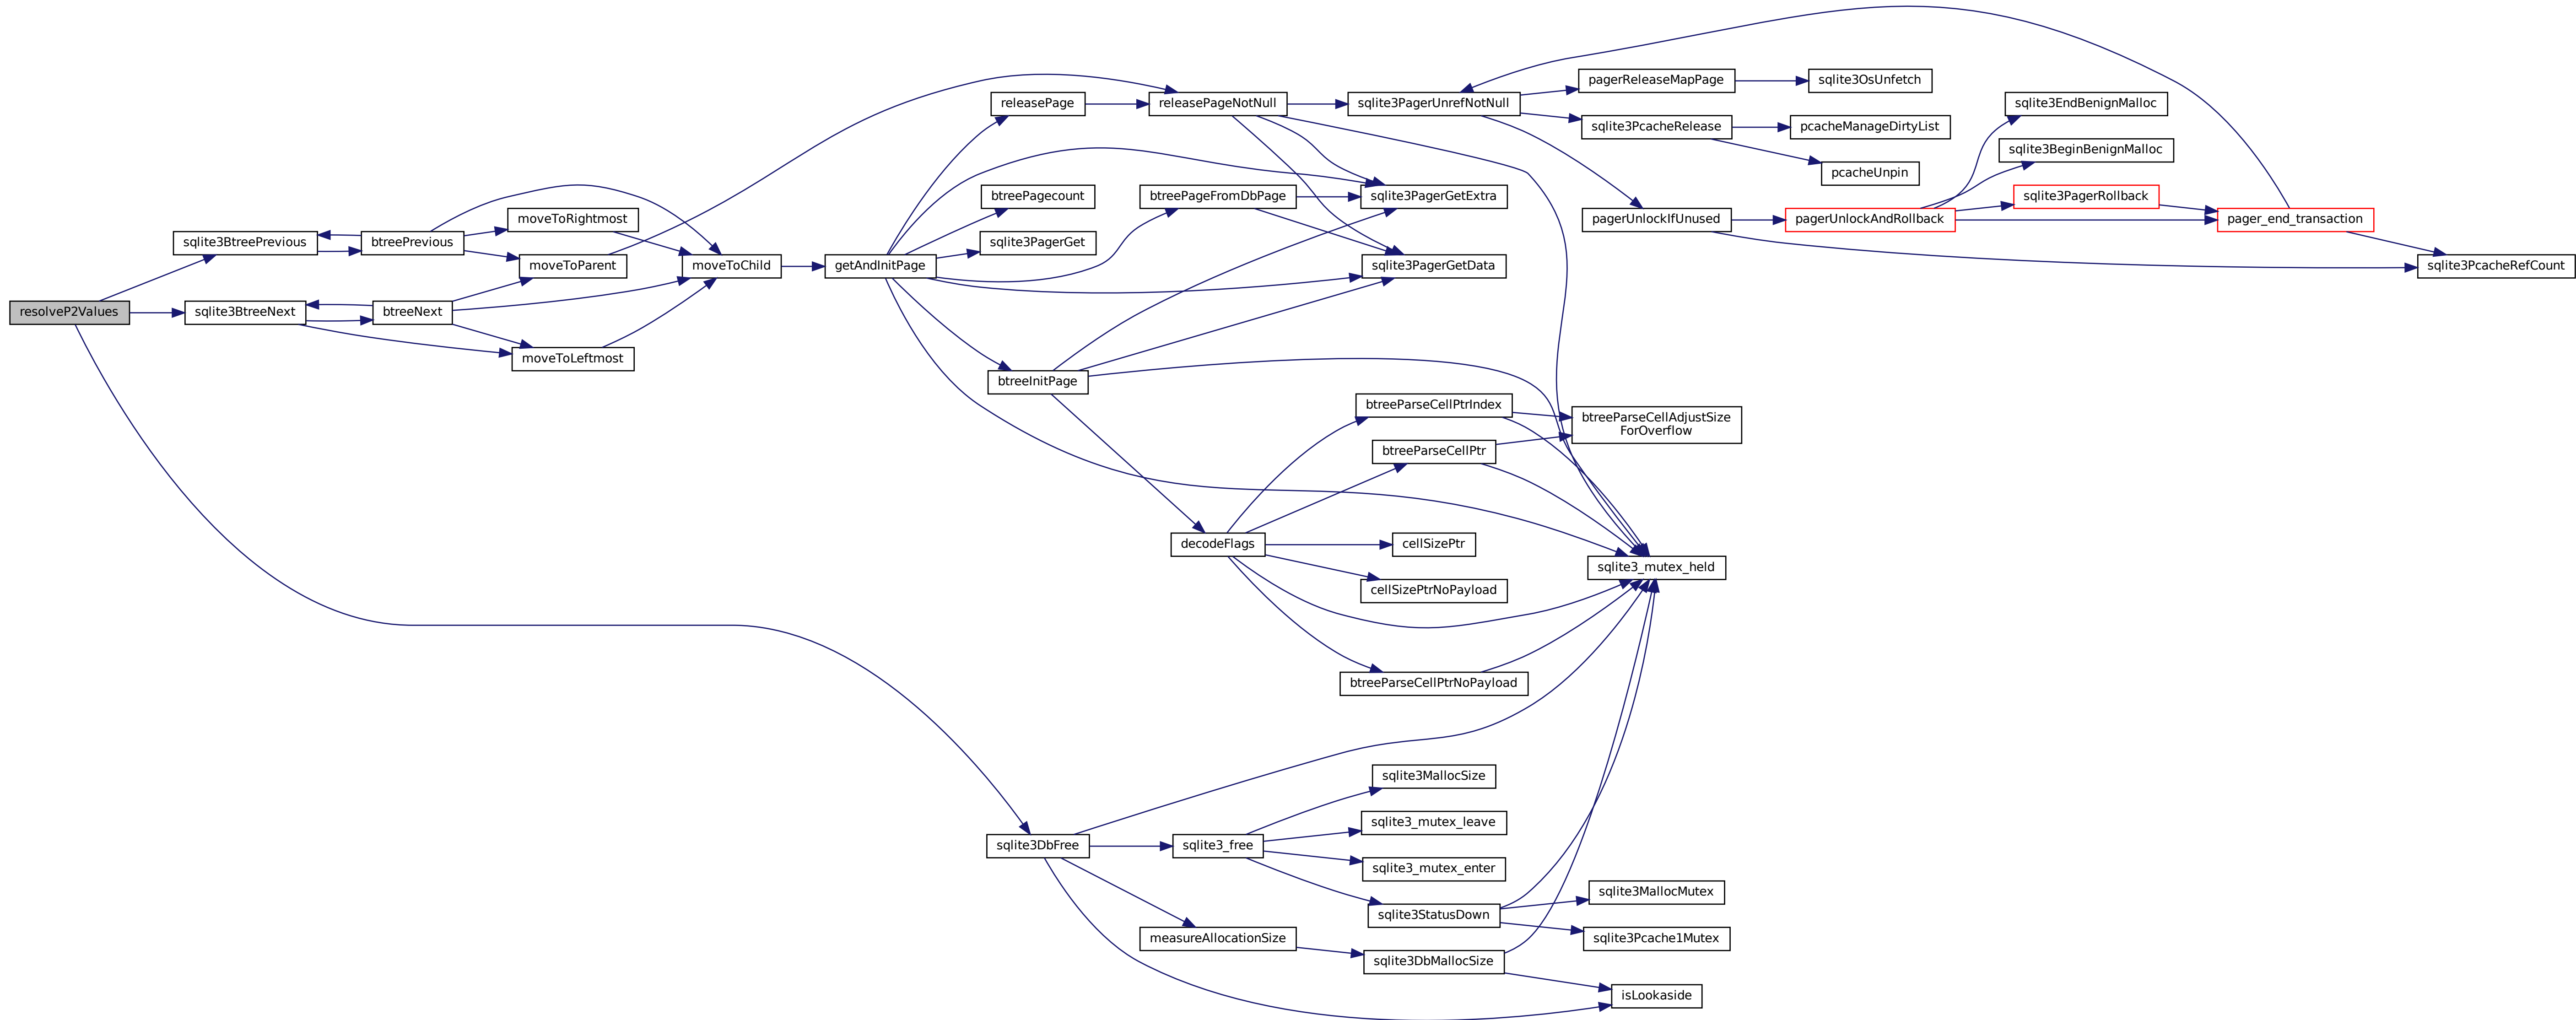 resolveP2Values
sqlite3BtreePrevious
sqlite3BtreeNext
btreePrevious
btreeNext
moveToRightmost
moveToParent
moveToLeftmost
moveToChild
getAndInitPage
releasePage
btreePagecount
sqlite3PagerGet
btreeInitPage
releasePageNotNull
btreePageFromDbPage
decodeFlags
sqlite3PagerUnrefNotNull
sqlite3PagerGetExtra
sqlite3PagerGetData
btreeParseCellPtrIndex
btreeParseCellPtr
cellSizePtr
cellSizePtrNoPayload
btreeParseCellPtrNoPayload
pagerReleaseMapPage
sqlite3PcacheRelease
pagerUnlockIfUnused
btreeParseCellAdjustSize
ForOverflow
sqlite3_mutex_held
sqlite3OsUnfetch
pcacheManageDirtyList
pcacheUnpin
pagerUnlockAndRollback
sqlite3EndBenignMalloc
sqlite3BeginBenignMalloc
sqlite3PagerRollback
pager_end_transaction
sqlite3PcacheRefCount
sqlite3DbFree
sqlite3_free
measureAllocationSize
sqlite3MallocSize
sqlite3_mutex_leave
sqlite3_mutex_enter
sqlite3StatusDown
sqlite3DbMallocSize
sqlite3MallocMutex
sqlite3Pcache1Mutex
isLookaside